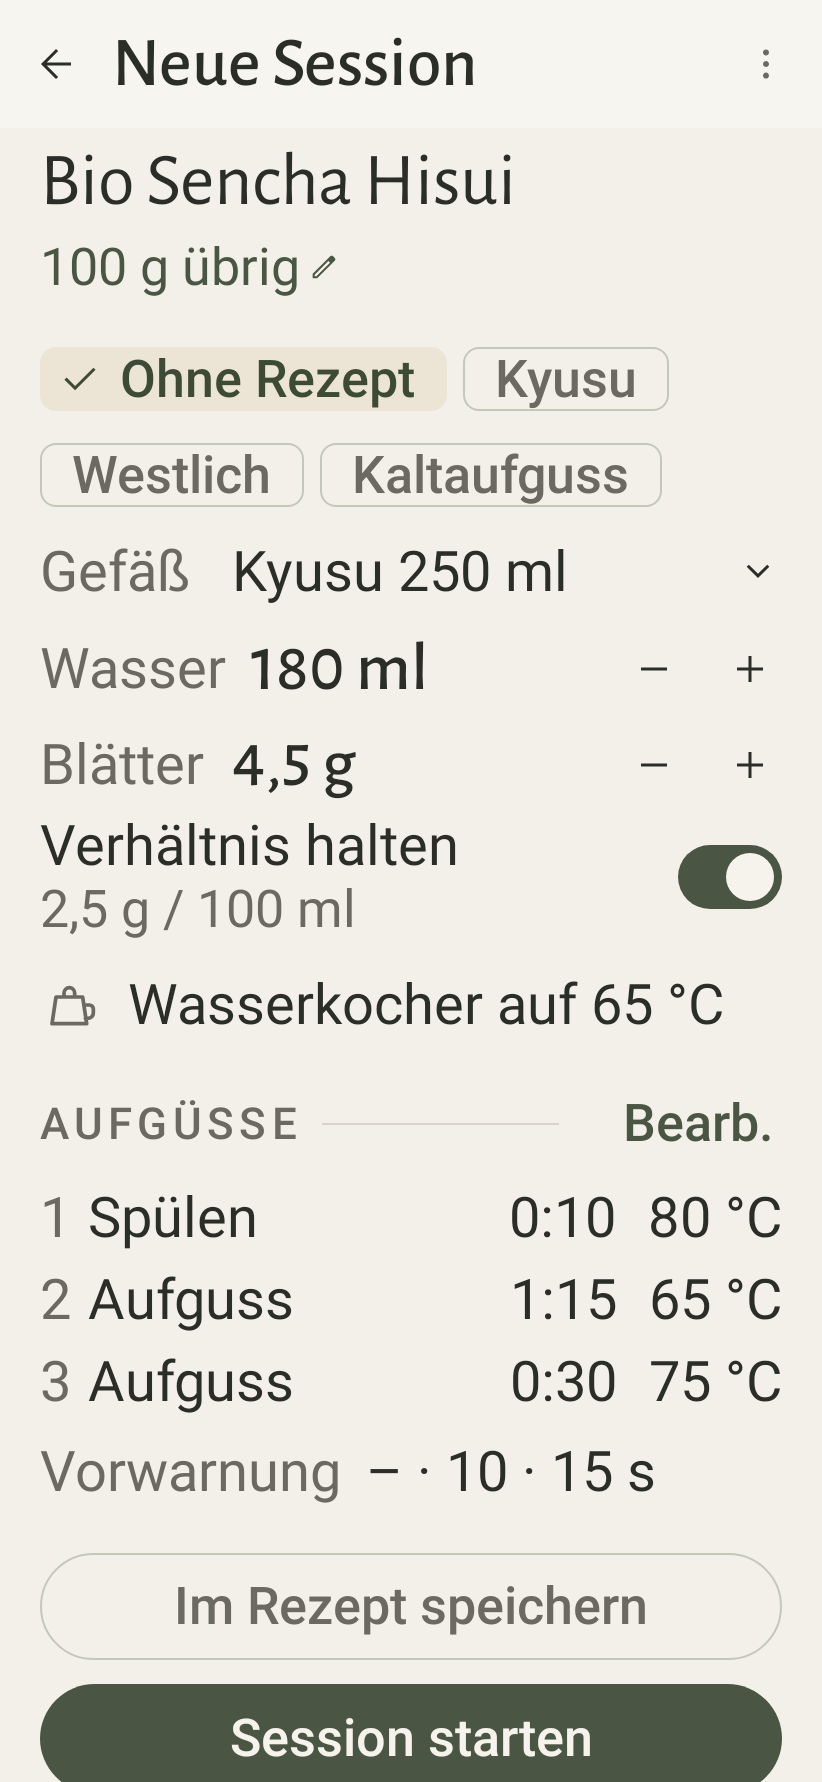 Neue Session
Bio Sencha Hisui
100 g übrig
Ohne Rezept Kyusu
Westlich Kaltaufguss
Gefäß Kyusu 250 ml
Wasser 180 ml
Blätter 4,5 g
Verhältnis halten
2,5 g / 100 ml
Wasserkocher auf 65 °C
AUFGÜSSE Bearb.
1 Spülen 0:10 80 °C
2 Aufguss 1:15 65 °C
3 Aufguss 0:30 75 °C
Vorwarnung – · 10 · 15 s
Im Rezept speichern
Session starten